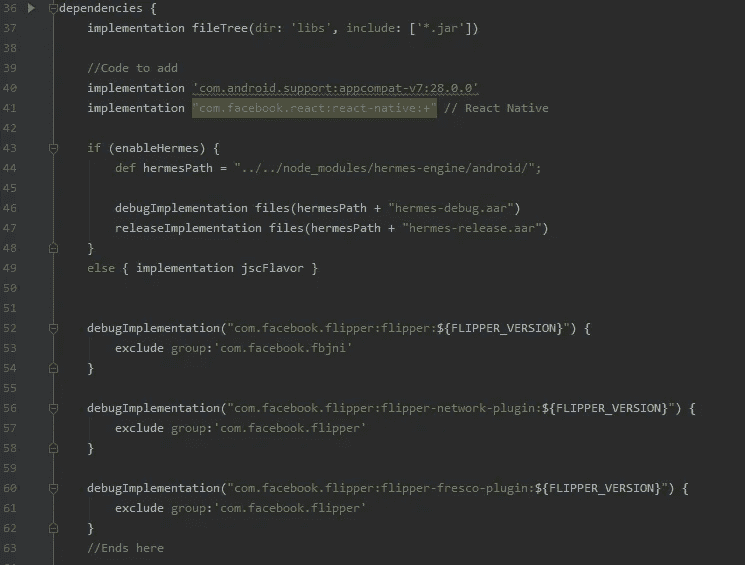 36 dependencies {
37 implementation fileTree(dir: 'libs', include: ['*.jar'])
38
39 //Code to add
40 implementation 'com.android.support:appcompat-v7:28.0.0'
41 implementation "com.facebook.react:react-native:+" // React Native
42
43 if (enableHermes) {
44 def hermesPath = "../../node_modules/hermes-engine/android/";
45
46 debugImplementation files(hermesPath + "hermes-debug.aar")
47 releaseImplementation files(hermesPath + "hermes-release.aar")
48 }
49 else { implementation jscFlavor }
50
51
52 debugImplementation("com.facebook.flipper:flipper:${FLIPPER_VERSION}") {
53 exclude group:'com.facebook.fbjni'
54 }
55
56 debugImplementation("com.facebook.flipper:flipper-network-plugin:${FLIPPER_VERSION}") {
57 exclude group:'com.facebook.flipper'
58 }
59
60 debugImplementation("com.facebook.flipper:flipper-fresco-plugin:${FLIPPER_VERSION}") {
61 exclude group:'com.facebook.flipper'
62 }
63 //Ends here